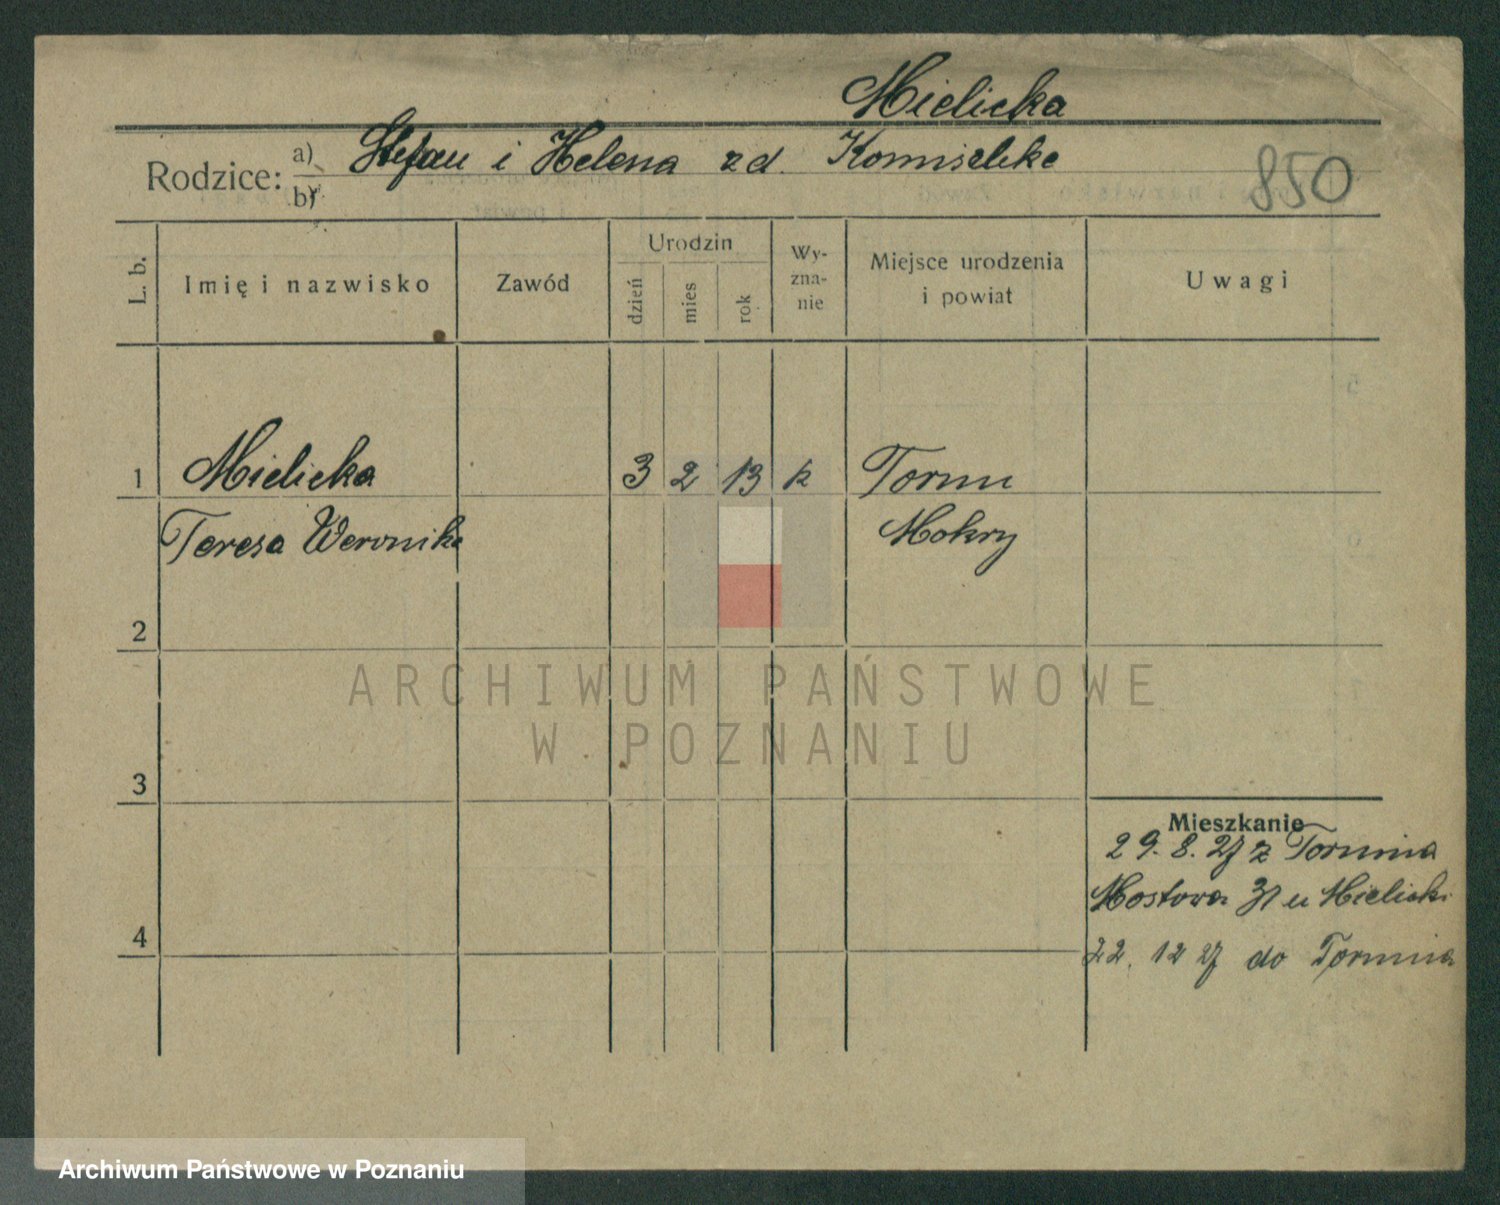 Mielicka
Rodzice: a) Stefan i Helena zd. Komischke
b)
850
L. b.
Imię i nazwisko
Zawód
Urodzin
dzień
mies
rok
Wy-
zna-
nie
Miejsce urodzenia
i powiat
Uwagi
1 Mielicka 3 2 13 k Toruń
Teresa Weronika Mokry
2
3
4
ARCHIWUM PAŃSTWOWE
W POZNANIU
Mieszkanie
29. 8. 27 z Torunia
Mostowa 31 u Mielicki
22. 12 27 do Torunia
Archiwum Państwowe w Poznaniu